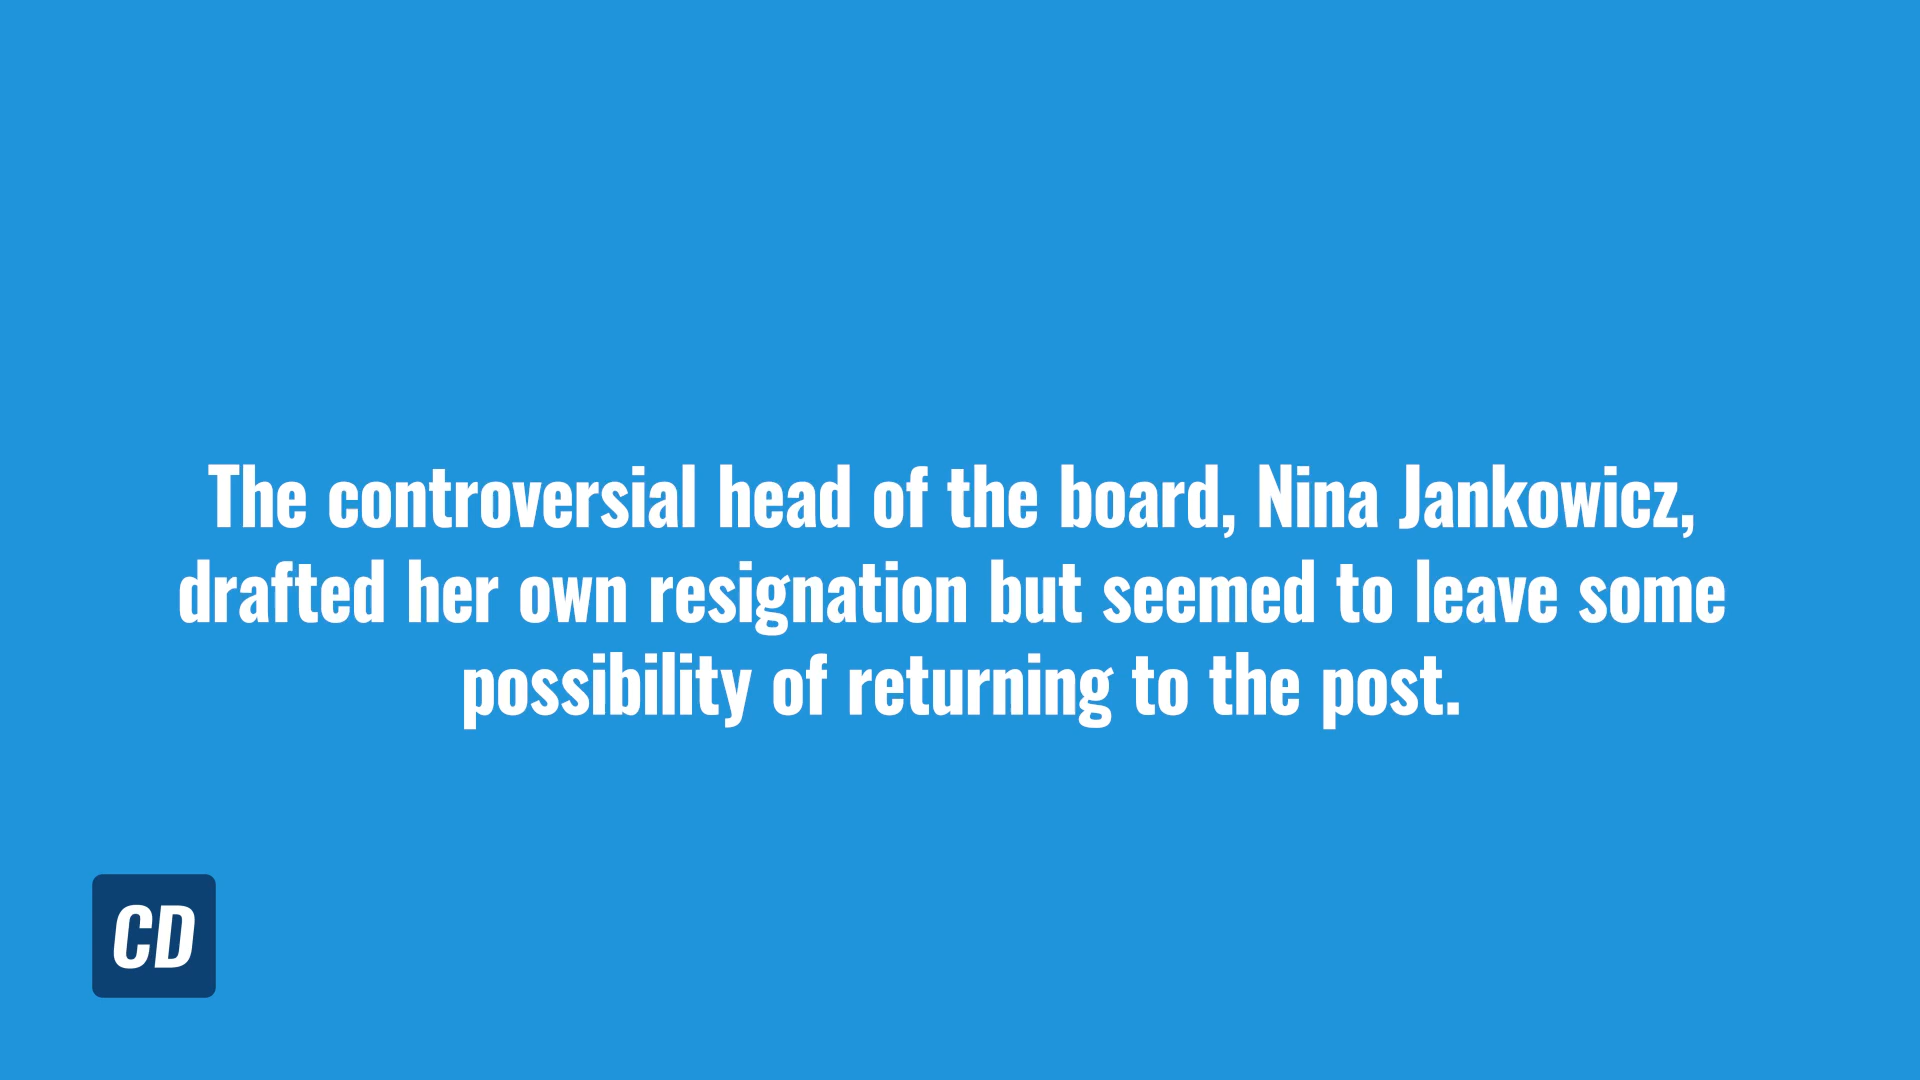 The controversial head of the board, Nina Jankowicz,
drafted her own resignation but seemed to leave some
possibility of returning to the post.
CD